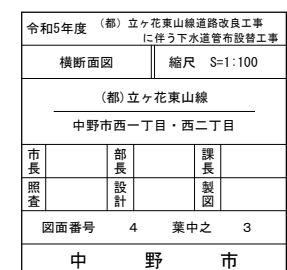 令和5年度 (都) 立ヶ花東山線道路改良工事
に伴う下水道管布設替工事
横断面図 縮尺 S=1:100
(都)立ヶ花東山線
中野市西一丁目・西二丁目
市長 部長 課長
照査 設計 製図
図面番号 4 葉中之 3
中野市